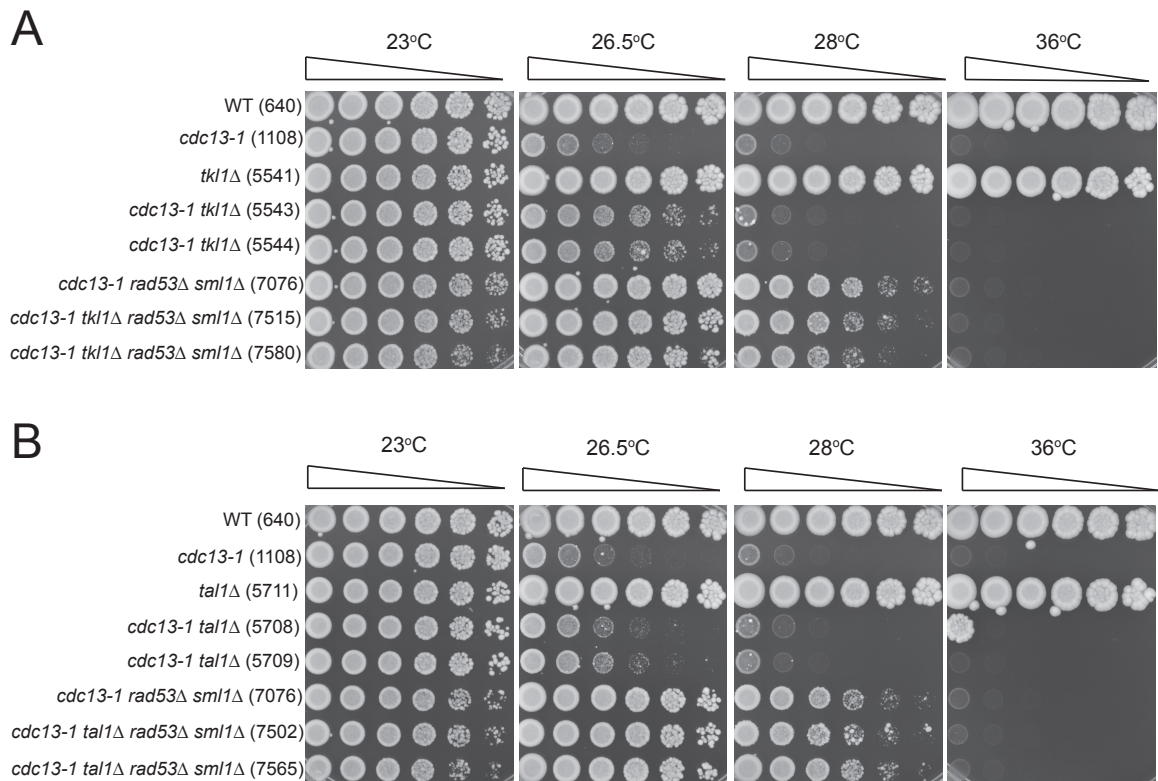 A
23°C 26.5°C 28°C 36°C
WT (640)
cdc13-1 (1108)
tkl1Δ (5541)
cdc13-1 tkl1Δ (5543)
cdc13-1 tkl1Δ (5544)
cdc13-1 rad53Δ sml1Δ (7076)
cdc13-1 tkl1Δ rad53Δ sml1Δ (7515)
cdc13-1 tkl1Δ rad53Δ sml1Δ (7580)
B
23°C 26.5°C 28°C 36°C
WT (640)
cdc13-1 (1108)
tal1Δ (5711)
cdc13-1 tal1Δ (5708)
cdc13-1 tal1Δ (5709)
cdc13-1 rad53Δ sml1Δ (7076)
cdc13-1 tal1Δ rad53Δ sml1Δ (7502)
cdc13-1 tal1Δ rad53Δ sml1Δ (7565)